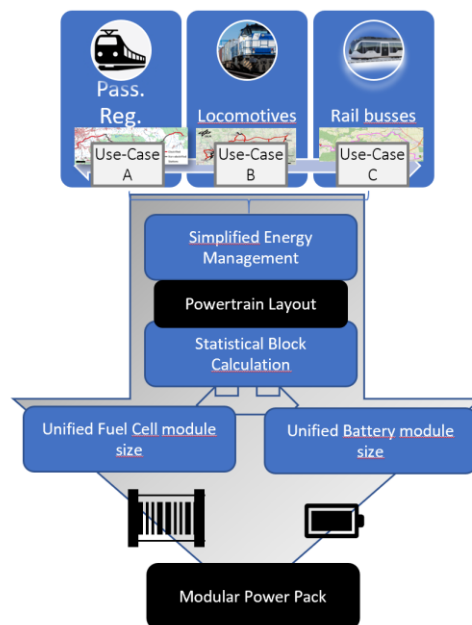 Pass.
Reg.
Locomotives
Rail busses
Use-Case
A
Use-Case
B
Use-Case
C
Simplified Energy
Management
Powertrain Layout
Statistical Block
Calculation
Unified Fuel Cell module
size
Unified Battery module
size
Modular Power Pack